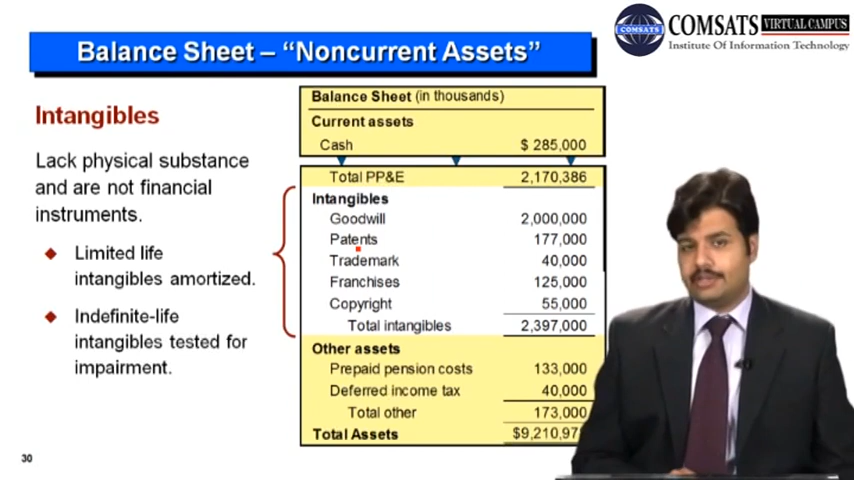 COMSATS VIRTUAL CAMPUS
COMSATS
Institute Of Information Technology
Balance Sheet – “Noncurrent Assets”
Intangibles
Lack physical substance
and are not financial
instruments.
Limited life
intangibles amortized.
Indefinite-life
intangibles tested for
impairment.
Balance Sheet (in thousands)
Current assets
Cash $ 285,000
Total PP&E 2,170,386
Intangibles
Goodwill 2,000,000
Patents 177,000
Trademark 40,000
Franchises 125,000
Copyright 55,000
Total intangibles 2,397,000
Other assets
Prepaid pension costs 133,000
Deferred income tax 40,000
Total other 173,000
Total Assets
30